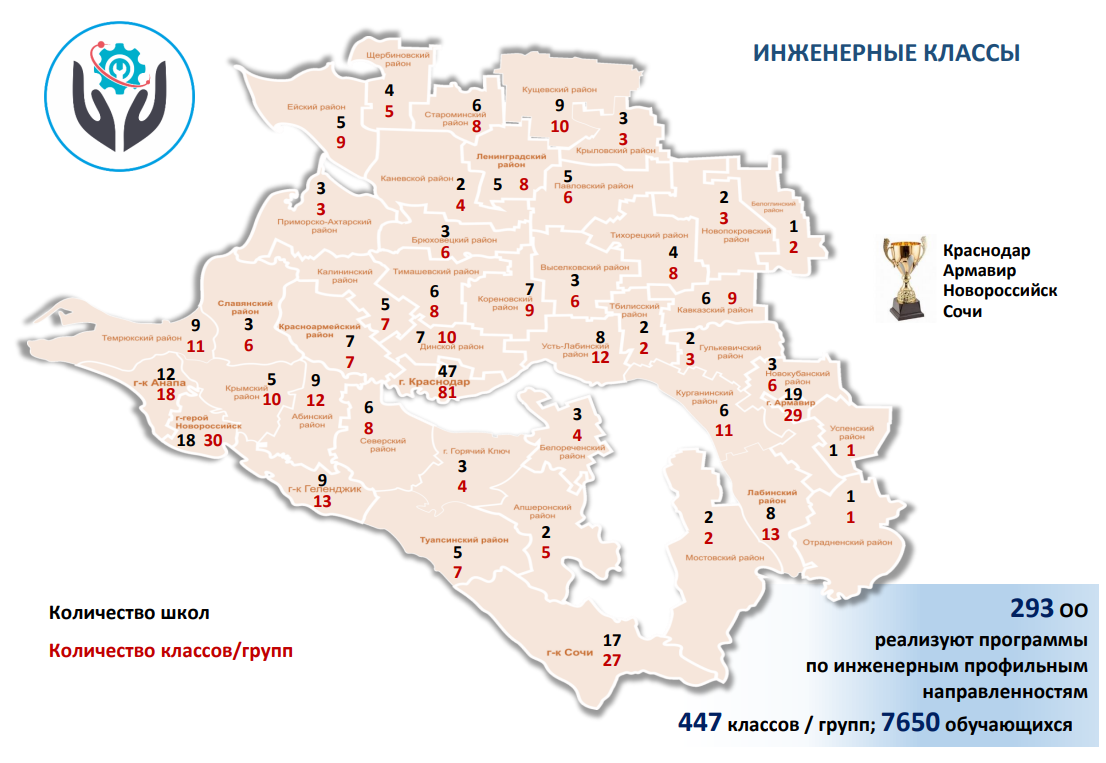 ИНЖЕНЕРНЫЕ КЛАССЫ
Щербиновский
район
4
5
Ейский район
5
9
Староминский
район
6
8
Кущевский район
9
10
3
3
Крыловский район
Ленинградский
район
5 8
Каневской район
2
4
5
Павловский район
6
3
3
Приморско-Ахтарский
район
3
Брюховецкий район
6
2
3
Новопокровский
район
Белоглинский
район
1
2
Тихорецкий район
4
8
Калининский
район
5
7
Тимашевский район
6
8
Кореновский
район
7
9
Выселковский район
3
6
Тбилисский
район
2
2
6 9
Кавказский район
Славянский
район
3
6
Красноармейский
район
7
7
7 10
Динской район
Усть-Лабинский
район
8
12
2
3
Гулькевичский
район
Темрюкский район
9
11
47
г. Краснодар
81
3
Новокубанский
район
6
19
г. Армавир
29
12
г-к Анапа
18
Крымский
район
5
10
9
12
Абинский
район
6
8
Северский
район
Курганинский
район
6
11
Успенский
район
1 1
г-герой
Новороссийск
18 30
3
4
Белореченский
район
г. Горячий Ключ
3
4
9
г-к Геленджик
13
Апшеронский
район
2
5
Лабинский
район
8
13
1
1
Отрадненский район
2
2
Мостовский район
Туапсинский район
5
7
г-к Сочи
17
27
Краснодар
Армавир
Новороссийск
Сочи
Количество школ
Количество классов/групп
293 ОО
реализуют программы
по инженерным профильным
направленностям
447 классов / групп; 7650 обучающихся